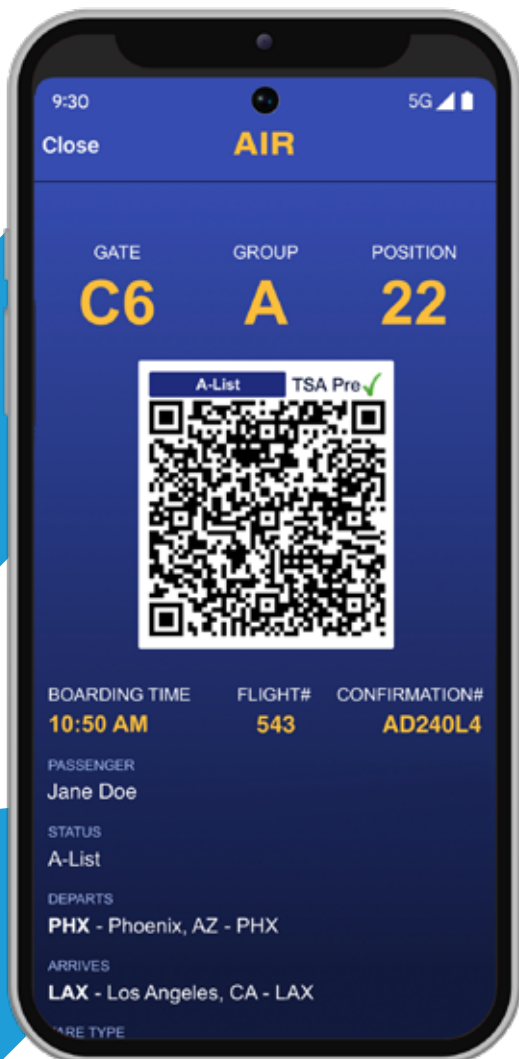 9:30 5G
Close AIR
GATE GROUP POSITION
C6 A 22
A-List TSA Pre✓
BOARDING TIME FLIGHT# CONFIRMATION#
10:50 AM 543 AD240L4
PASSENGER
Jane Doe
STATUS
A-List
DEPARTS
PHX - Phoenix, AZ - PHX
ARRIVES
LAX - Los Angeles, CA - LAX
TYPE